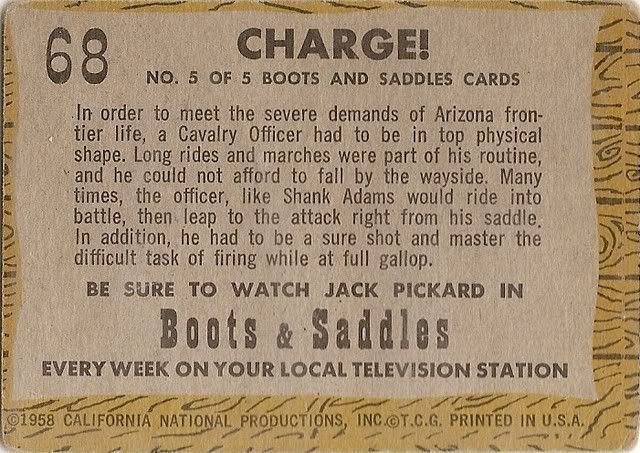 68
CHARGE!
NO. 5 OF 5 BOOTS AND SADDLES CARDS
In order to meet the severe demands of Arizona fron-
tier life, a Cavalry Officer had to be in top physical
shape. Long rides and marches were part of his routine,
and he could not afford to fall by the wayside. Many
times, the officer, like Shank Adams would ride into
battle, then leap to the attack right from his saddle.
In addition, he had to be a sure shot and master the
difficult task of firing while at full gallop.
BE SURE TO WATCH JACK PICKARD IN
Boots & Saddles
EVERY WEEK ON YOUR LOCAL TELEVISION STATION
©1958 CALIFORNIA NATIONAL PRODUCTIONS, INC.©T.C.G. PRINTED IN U.S.A.